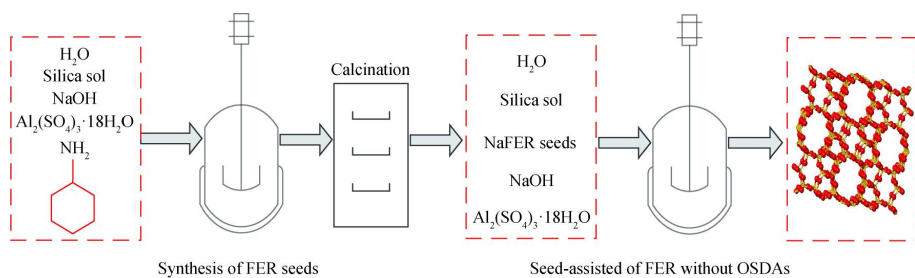 H₂O
Silica sol
NaOH
Al₂(SO₄)₃·18H₂O
NH₂
Calcination
H₂O
Silica sol
NaFER seeds
NaOH
Al₂(SO₄)₃·18H₂O
Synthesis of FER seeds
Seed-assisted of FER without OSDAs